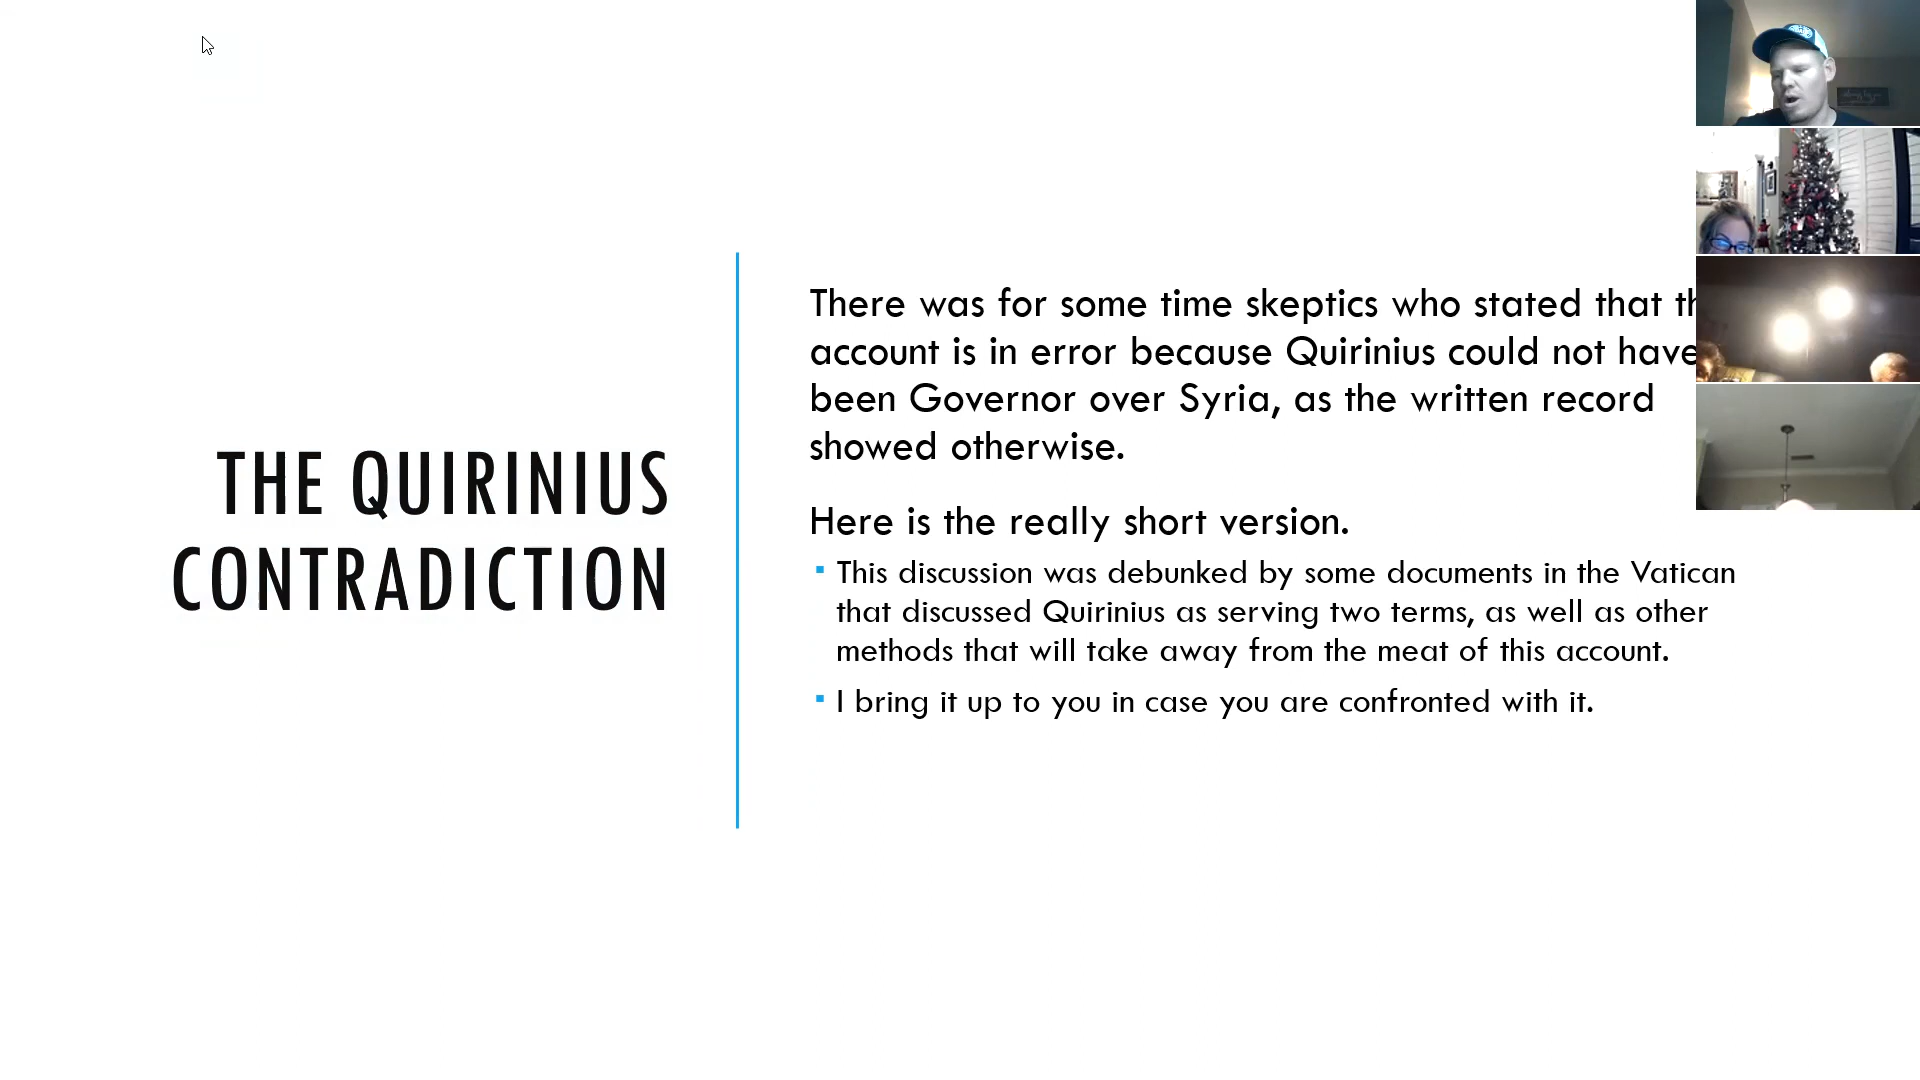 THE QUIRINIUS
CONTRADICTION
There was for some time skeptics who stated that
account is in error because Quirinius could not have
been Governor over Syria, as the written record
showed otherwise.
Here is the really short version.
This discussion was debunked by some documents in the Vatican
that discussed Quirinius as serving two terms, as well as other
methods that will take away from the meat of this account.
I bring it up to you in case you are confronted with it.